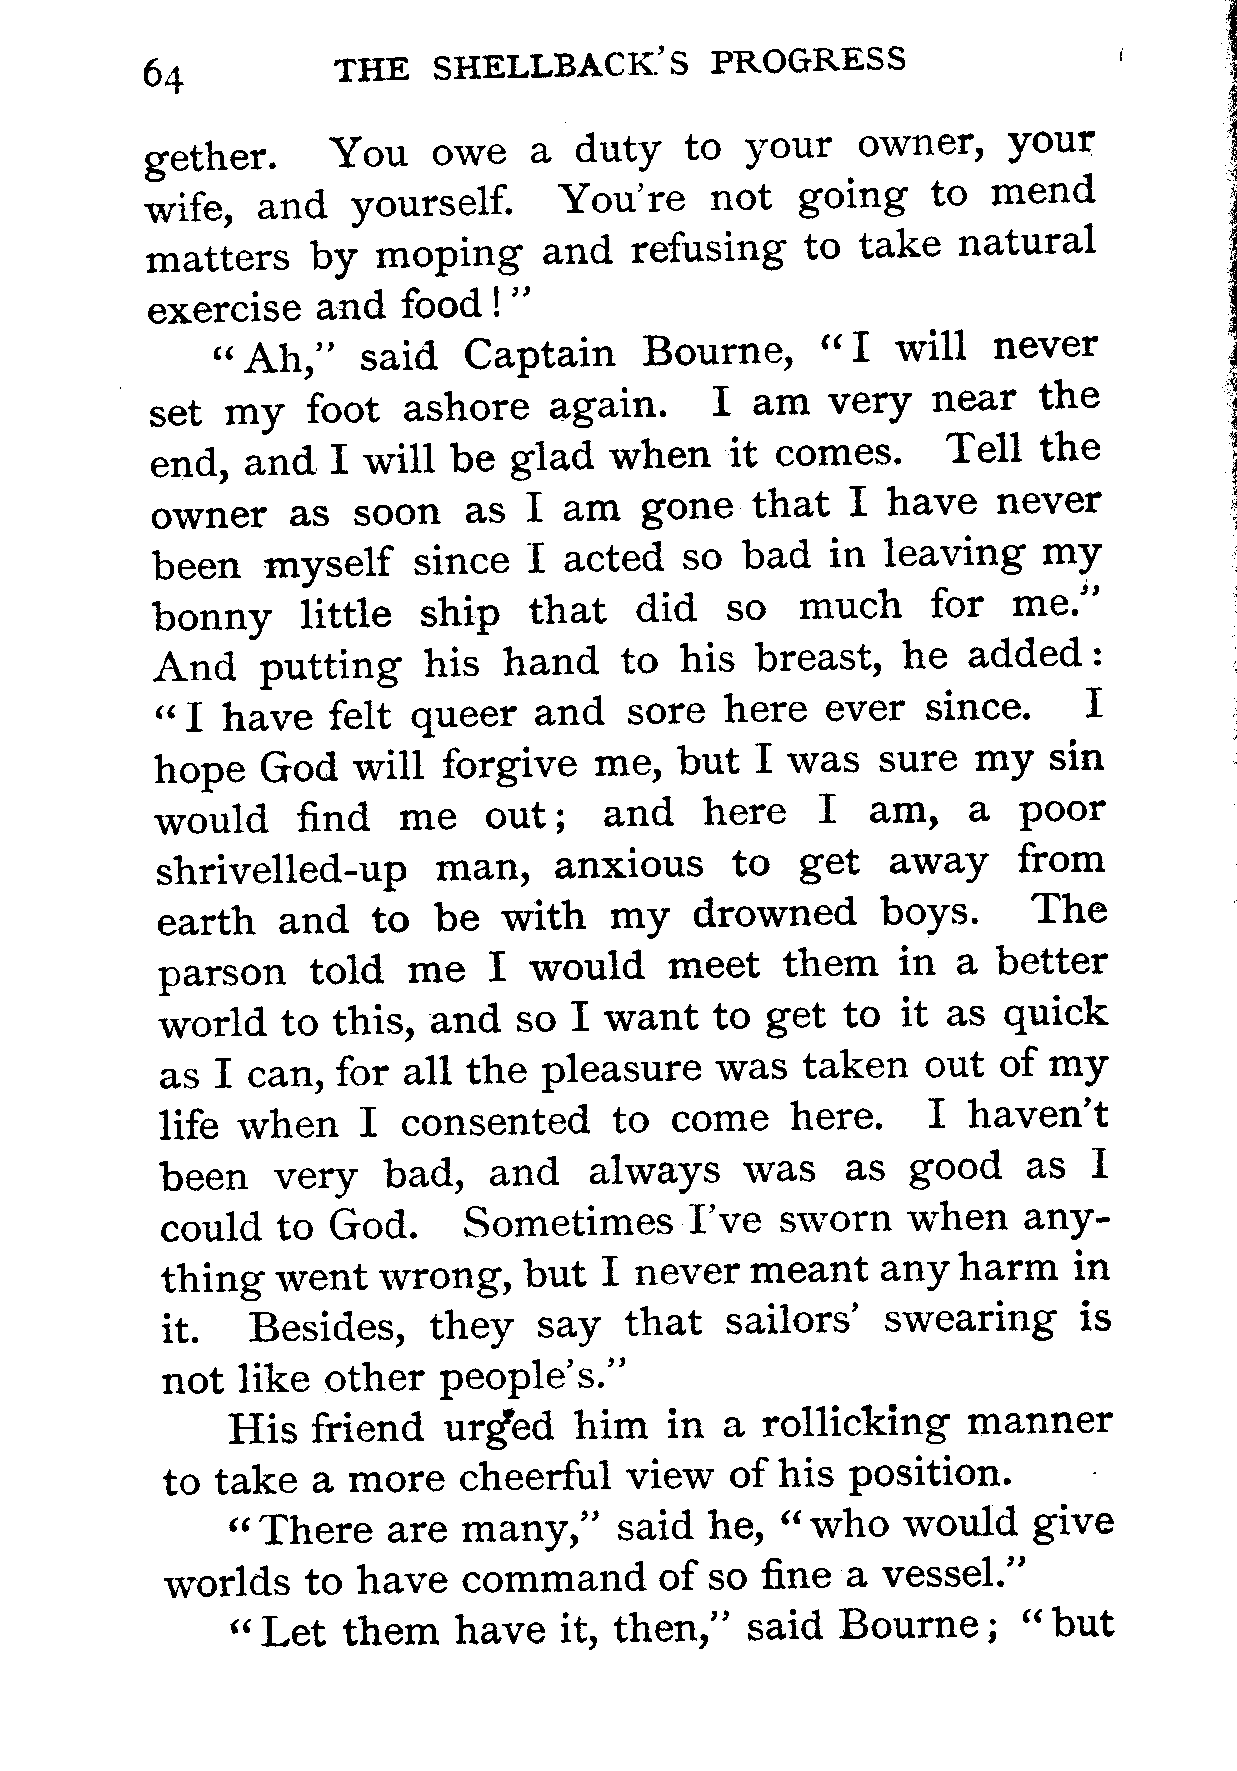 64 THE SHELLBACK'S PROGRESS
gether. You owe a duty to your owner, your
wife, and yourself. You're not going to mend
matters by moping and refusing to take natural
exercise and food!"
"Ah," said Captain Bourne, "I will never
set my foot ashore again. I am very near the
end, and I will be glad when it comes. Tell the
owner as soon as I am gone that I have never
been myself since I acted so bad in leaving my
bonny little ship that did so much for me."
And putting his hand to his breast, he added:
"I have felt queer and sore here ever since. I
hope God will forgive me, but I was sure my sin
would find me out; and here I am, a poor
shrivelled-up man, anxious to get away from
earth and to be with my drowned boys. The
parson told me I would meet them in a better
world to this, and so I want to get to it as quick
as I can, for all the pleasure was taken out of my
life when I consented to come here. I haven't
been very bad, and always was as good as I
could to God. Sometimes I've sworn when any-
thing went wrong, but I never meant any harm in
it. Besides, they say that sailors' swearing is
not like other people's."
His friend urged him in a rollicking manner
to take a more cheerful view of his position.
"There are many," said he, "who would give
worlds to have command of so fine a vessel."
"Let them have it, then," said Bourne; "but